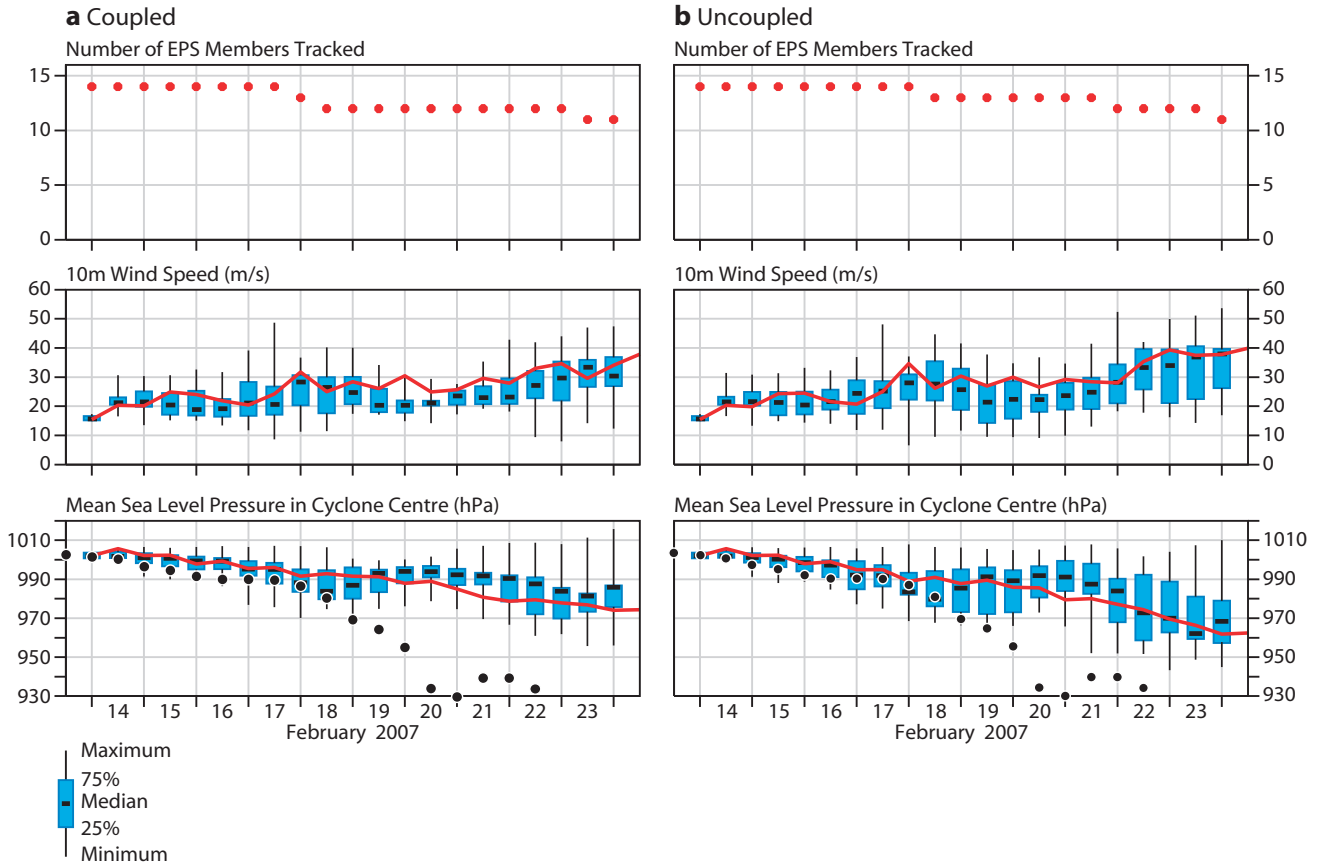 a Coupled
Number of EPS Members Tracked
15
10
5
0
10m Wind Speed (m/s)
60
50
40
30
20
10
0
Mean Sea Level Pressure in Cyclone Centre (hPa)
1010
990
970
950
930
14 15 16 17 18 19 20 21 22 23
February 2007
b Uncoupled
Number of EPS Members Tracked
15
10
5
0
10m Wind Speed (m/s)
60
50
40
30
20
10
0
Mean Sea Level Pressure in Cyclone Centre (hPa)
1010
990
970
950
930
14 15 16 17 18 19 20 21 22 23
February 2007
Maximum
75%
Median
25%
Minimum